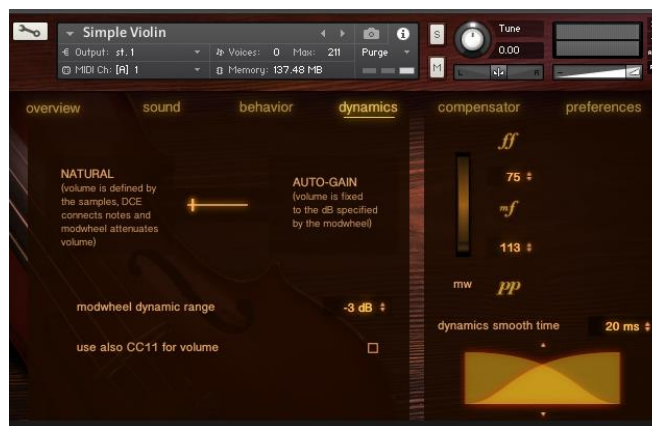 Simple Violin
Output: st.1
Voices: 0 Max: 211
Purge
MIDI Ch: [A] 1
Memory: 137.48 MB
S
M
Tune
0.00
L
R
overview sound behavior dynamics compensator preferences
NATURAL
(volume is defined by
the samples, DCE
connects notes and
modwheel attenuates
volume)
AUTO-GAIN
(volume is fixed
to the dB specified
by the modwheel)
modwheel dynamic range -3 dB
use also CC11 for volume
ff
75
mf
113
mw pp
dynamics smooth time 20 ms